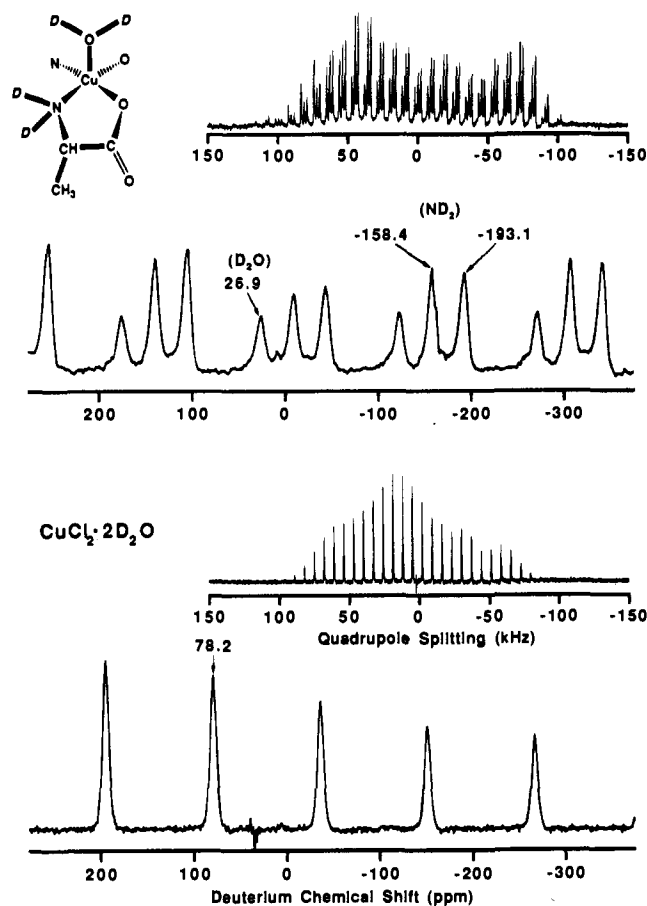 D D
O
N O
Cu
D N O
D
CH C
CH₃ O
150 100 50 0 -50 -100 -150
(ND₂)
-158.4 -193.1
(D₂O)
26.9
200 100 0 -100 -200 -300
CuCl₂·2D₂O
150 100 50 0 -50 -100 -150
Quadrupole Splitting (kHz)
78.2
200 100 0 -100 -200 -300
Deuterium Chemical Shift (ppm)